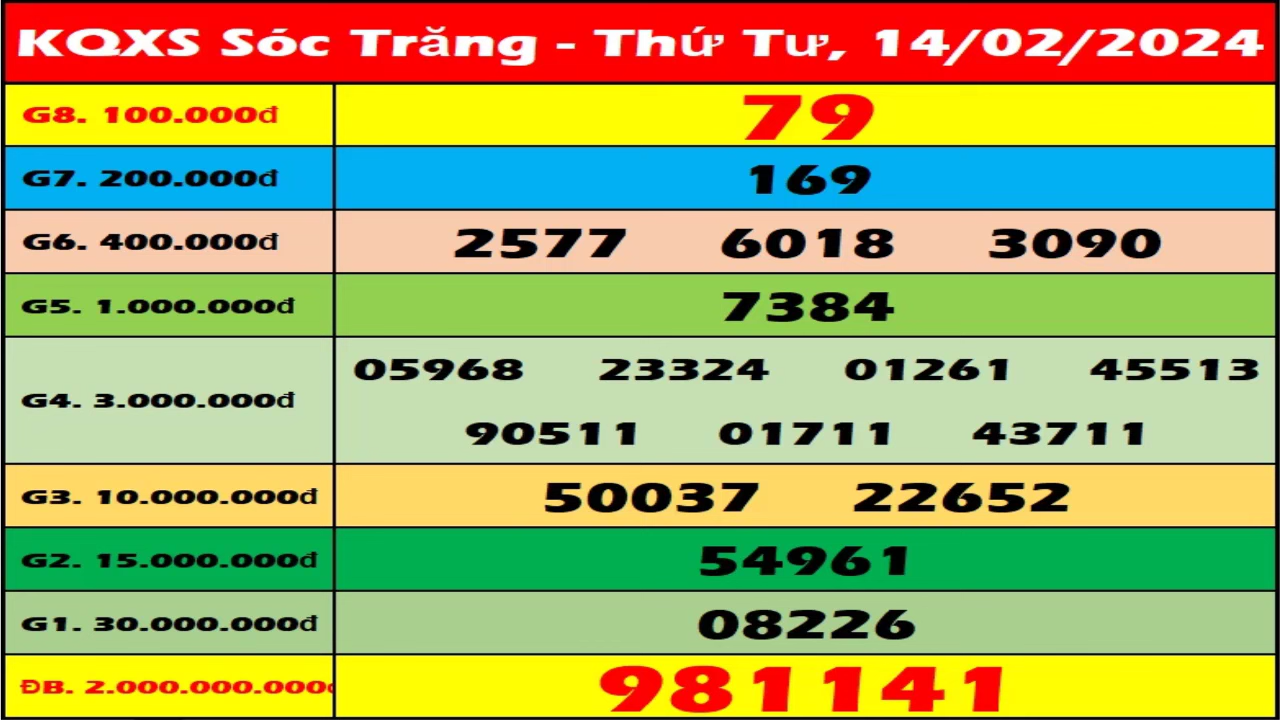 KQXS Sóc Trăng - Thứ Tư, 14/02/2024
G8. 100.000đ 79
G7. 200.000đ 169
G6. 400.000đ 2577 6018 3090
G5. 1.000.000đ 7384
G4. 3.000.000đ 05968 23324 01261 45513
90511 01711 43711
G3. 10.000.000đ 50037 22652
G2. 15.000.000đ 54961
G1. 30.000.000đ 08226
ĐB. 2.000.000.000đ 981141